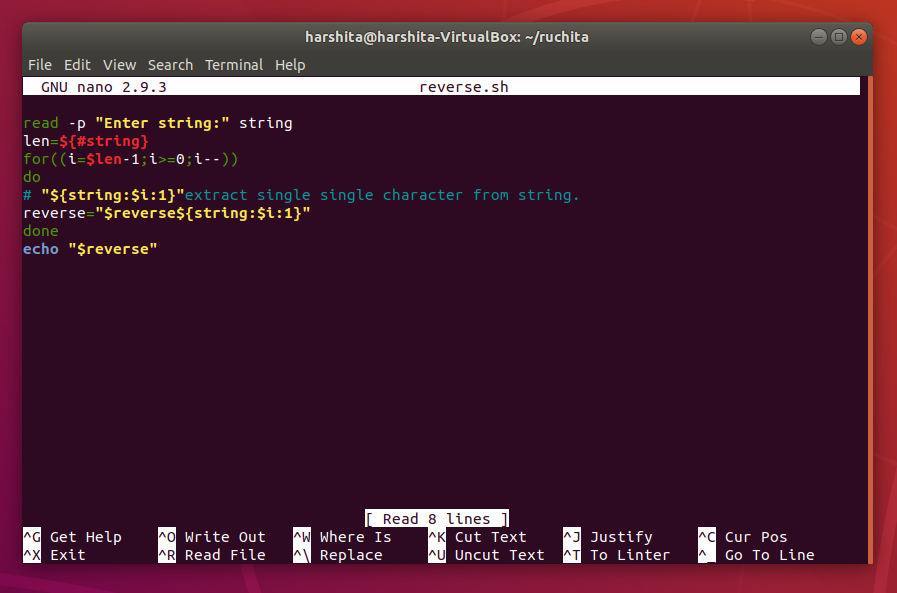 harshita@harshita-VirtualBox: ~/ruchita
File Edit View Search Terminal Help
GNU nano 2.9.3 reverse.sh
read -p "Enter string:" string
len=${#string}
for((i=$len-1;i>=0;i--))
do
# "${string:$i:1}"extract single single character from string.
reverse="$reverse${string:$i:1}"
done
echo "$reverse"
[ Read 8 lines ]
^G Get Help ^O Write Out ^W Where Is ^K Cut Text ^J Justify ^C Cur Pos
^X Exit ^R Read File ^\ Replace ^U Uncut Text ^T To Linter ^_ Go To Line